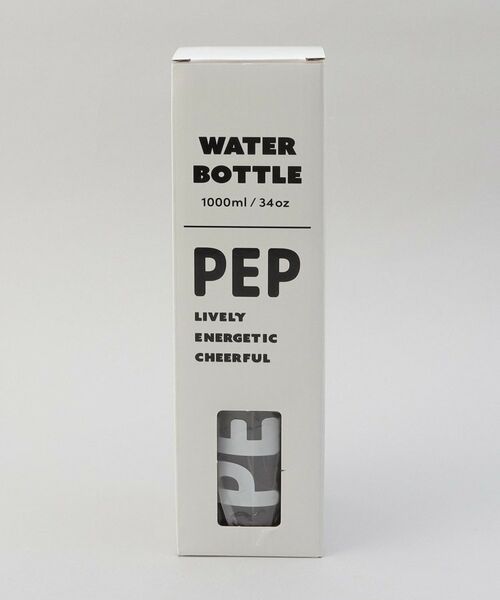 WATER
BOTTLE
1000ml / 34oz
PEP
LIVELY
ENERGETIC
CHEERFUL
PE